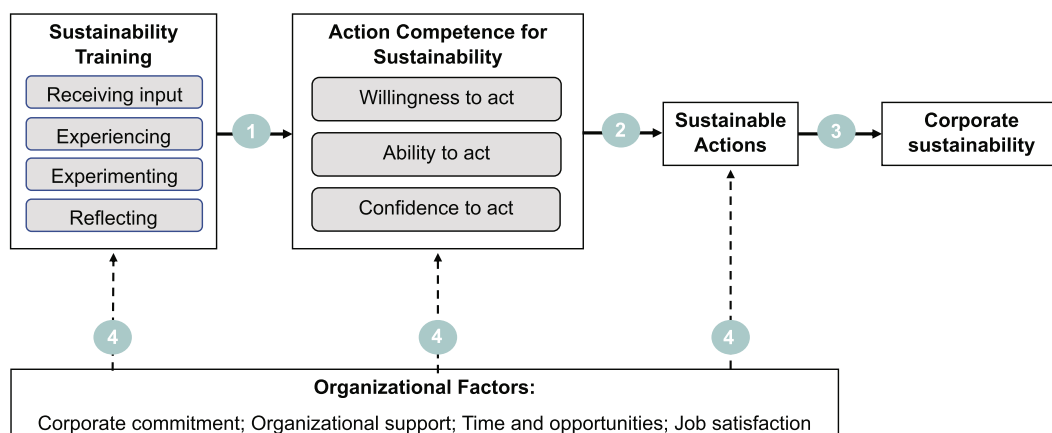 Sustainability
Training
Receiving input
Experiencing
Experimenting
Reflecting
1
Action Competence for
Sustainability
Willingness to act
Ability to act
Confidence to act
2
Sustainable
Actions
3
Corporate
sustainability
4
4
4
Organizational Factors:
Corporate commitment; Organizational support; Time and opportunities; Job satisfaction